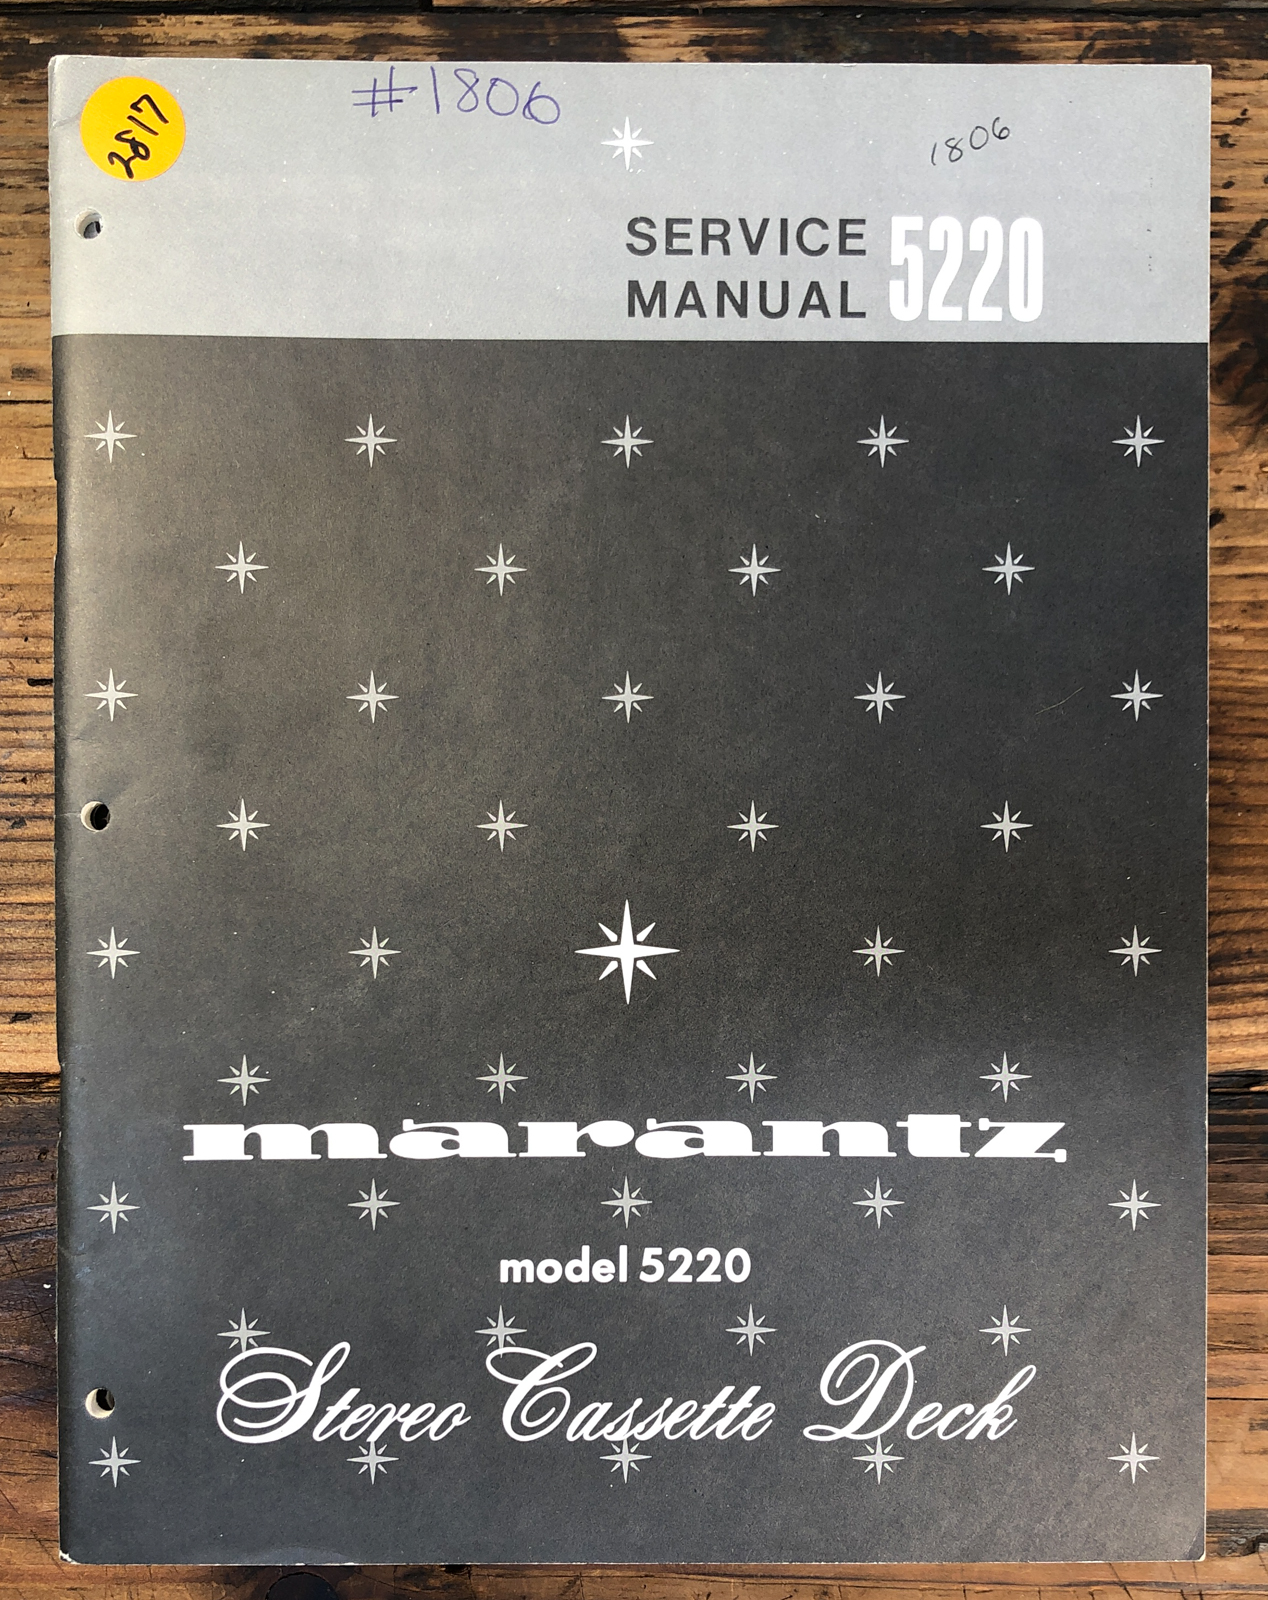 #1806
2817
1806
SERVICE
MANUAL 5220
marantz
model 5220
Stereo Cassette Deck